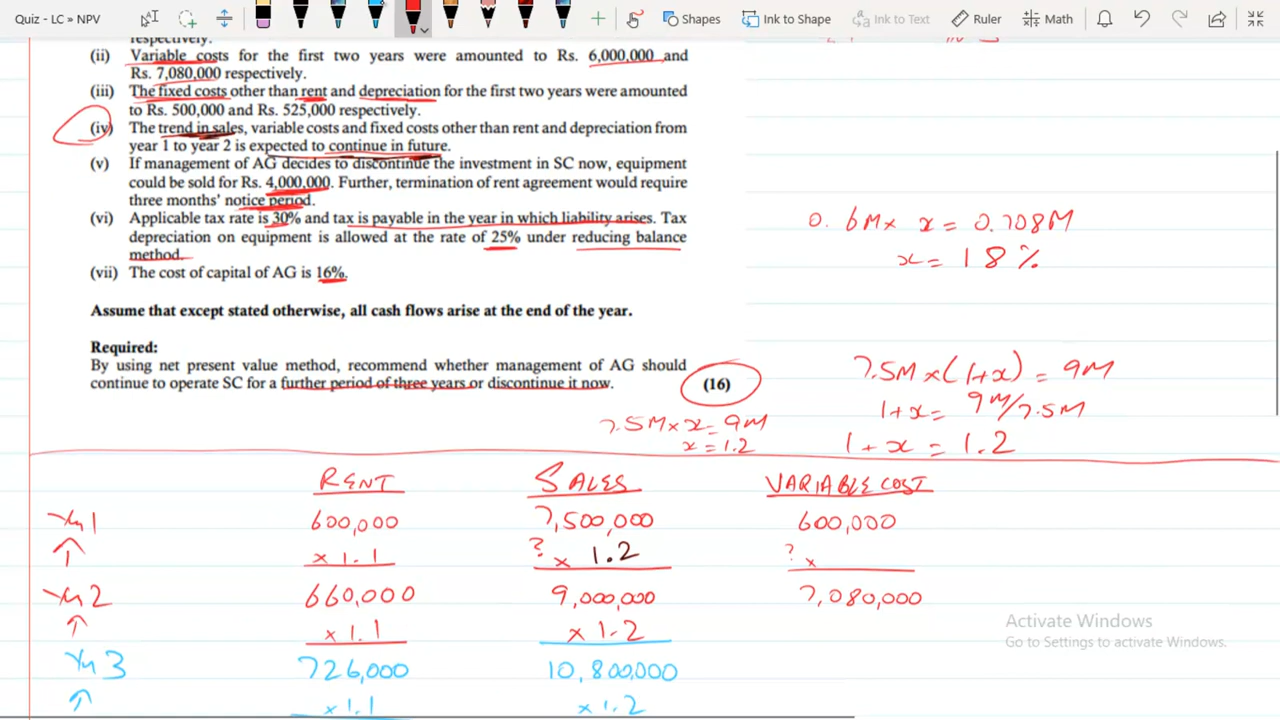 Quiz - LC » NPV
Shapes
Ink to Shape
Ink to Text
Ruler
Math
respectively.
(ii) Variable costs for the first two years were amounted to Rs. 6,000,000 and
Rs. 7,080,000 respectively.
(iii) The fixed costs other than rent and depreciation for the first two years were amounted
to Rs. 500,000 and Rs. 525,000 respectively.
(iv) The trend in sales, variable costs and fixed costs other than rent and depreciation from
year 1 to year 2 is expected to continue in future.
(v) If management of AG decides to discontinue the investment in SC now, equipment
could be sold for Rs. 4,000,000. Further, termination of rent agreement would require
three months' notice period.
(vi) Applicable tax rate is 30% and tax is payable in the year in which liability arises. Tax
depreciation on equipment is allowed at the rate of 25% under reducing balance
method.
(vii) The cost of capital of AG is 16%.
Assume that except stated otherwise, all cash flows arise at the end of the year.
Required:
By using net present value method, recommend whether management of AG should
continue to operate SC for a further period of three years or discontinue it now.
(16)
0.6M x x = 0.708M
x = 18%
7.5M x (1+x) = 9M
1+x = 9M/7.5M
1+x = 1.2
7.5M x x = 9M
x = 1.2
RENT SALES VARIABLE COST
Yr 1 600,000 7,500,000 600,000
↑ x 1.1 ? x 1.2 ? x
Yr 2 660,000 9,000,000 7,080,000
↑ x 1.1 x 1.2
Yr 3 726,000 10,800,000
↑ x 1.1 x 1.2
Activate Windows
Go to Settings to activate Windows.